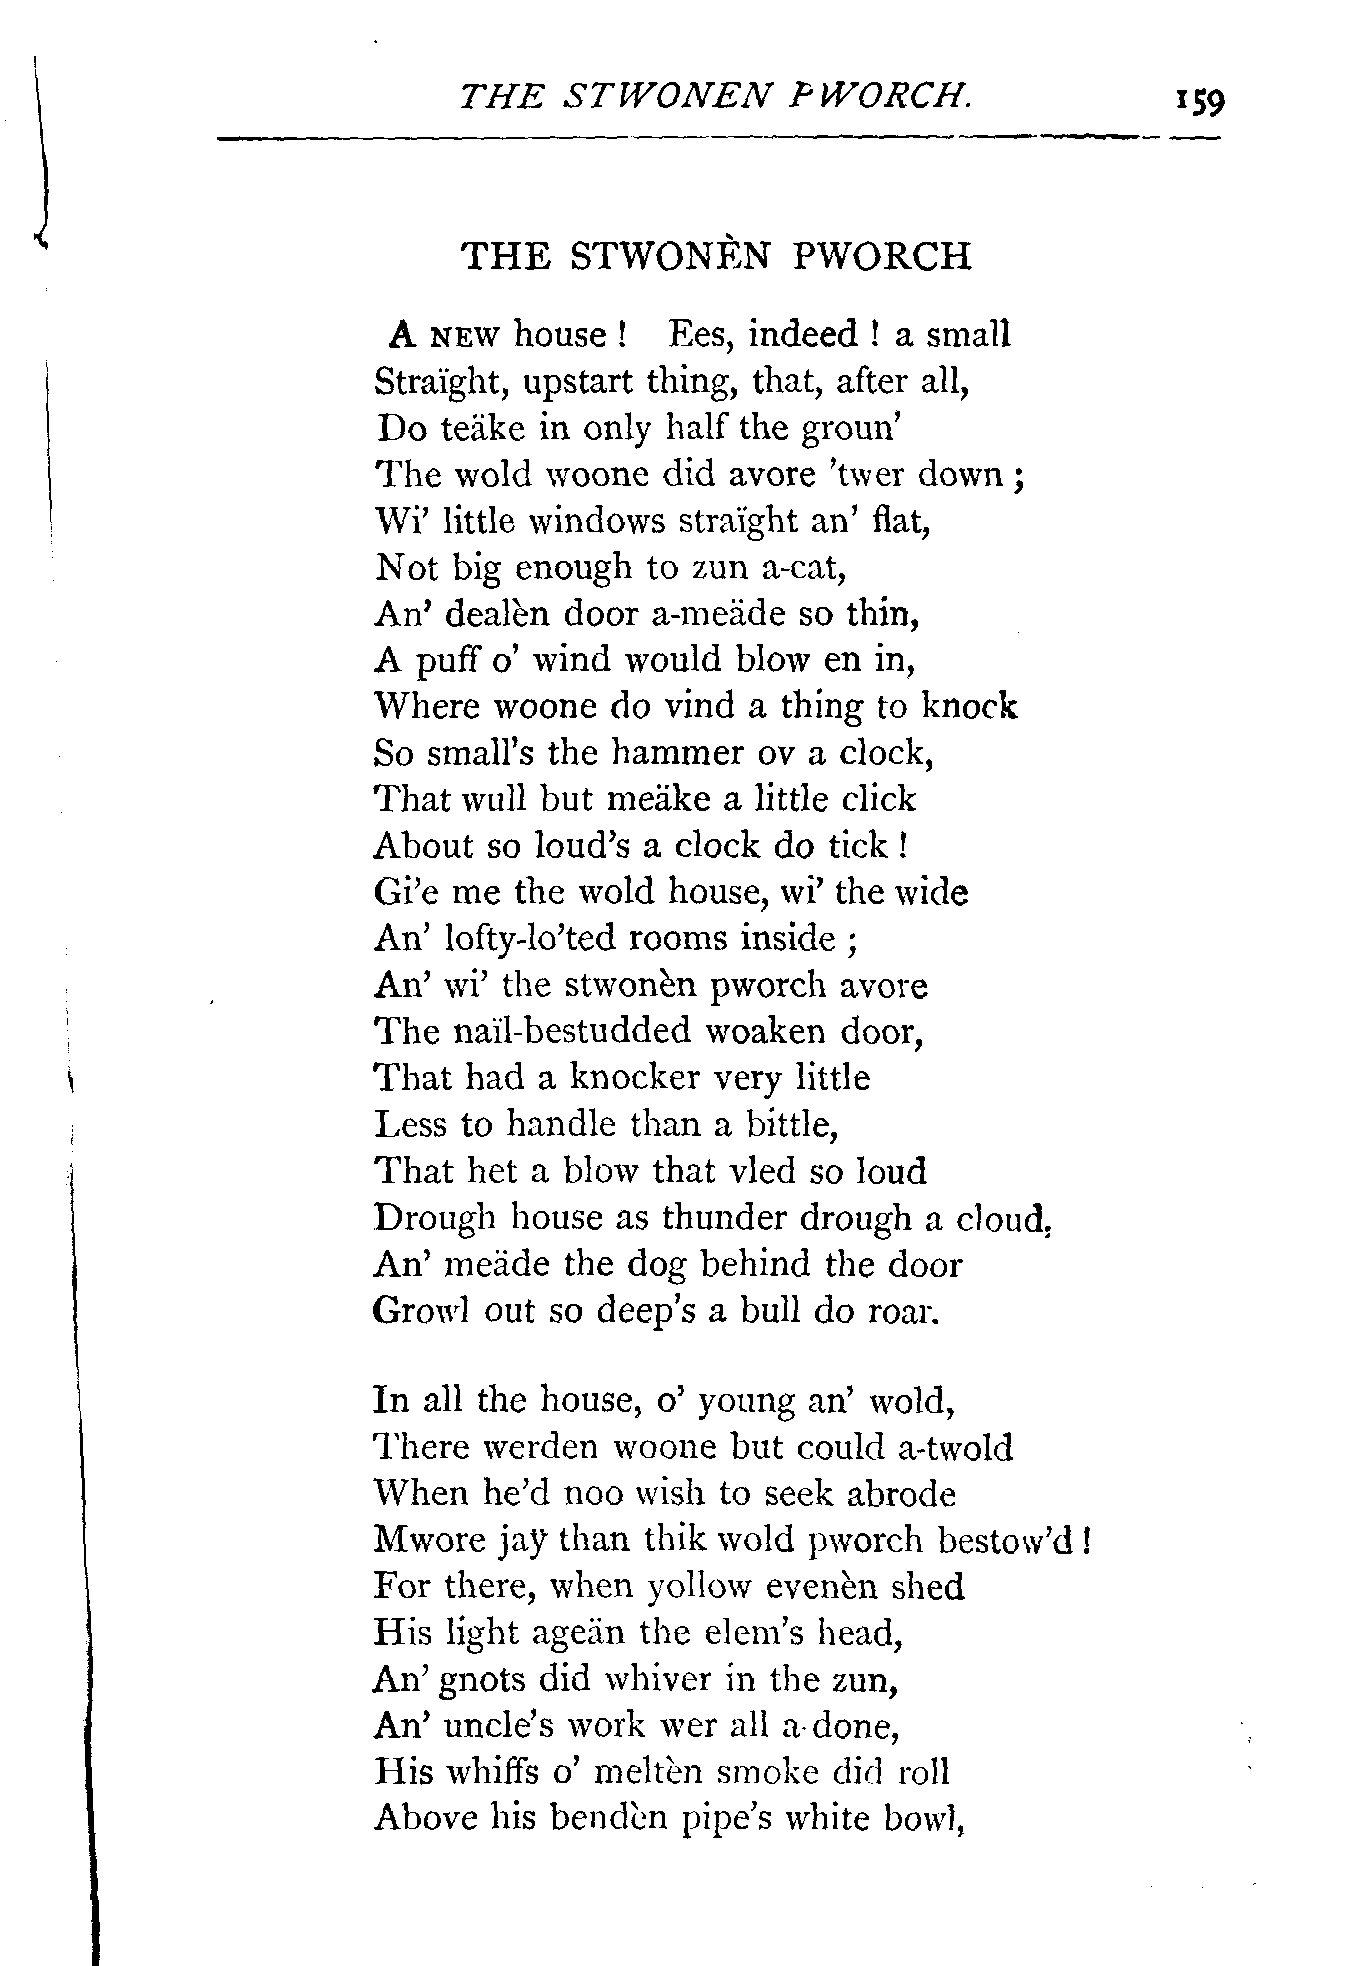 THE STWONEN PWORCH. 159
THE STWONÈN PWORCH
A NEW house ! Ees, indeed ! a small
Straïght, upstart thing, that, after all,
Do teäke in only half the groun’
The wold woone did avore ’twer down ;
Wi’ little windows straïght an’ flat,
Not big enough to zun a-cat,
An’ dealèn door a-meäde so thin,
A puff o’ wind would blow en in,
Where woone do vind a thing to knock
So small’s the hammer ov a clock,
That wull but meäke a little click
About so loud’s a clock do tick !
Gi’e me the wold house, wi’ the wide
An’ lofty-lo’ted rooms inside ;
An’ wi’ the stwonèn pworch avore
The naïl-bestudded woaken door,
That had a knocker very little
Less to handle than a bittle,
That het a blow that vled so loud
Drough house as thunder drough a cloud,
An’ meäde the dog behind the door
Growl out so deep’s a bull do roar.
In all the house, o’ young an’ wold,
There werden woone but could a-twold
When he’d noo wish to seek abrode
Mwore jaÿ than thik wold pworch bestow’d !
For there, when yollow evenèn shed
His light ageän the elem’s head,
An’ gnots did whiver in the zun,
An’ uncle’s work wer all a-done,
His whiffs o’ meltèn smoke did roll
Above his bendèn pipe’s white bowl,